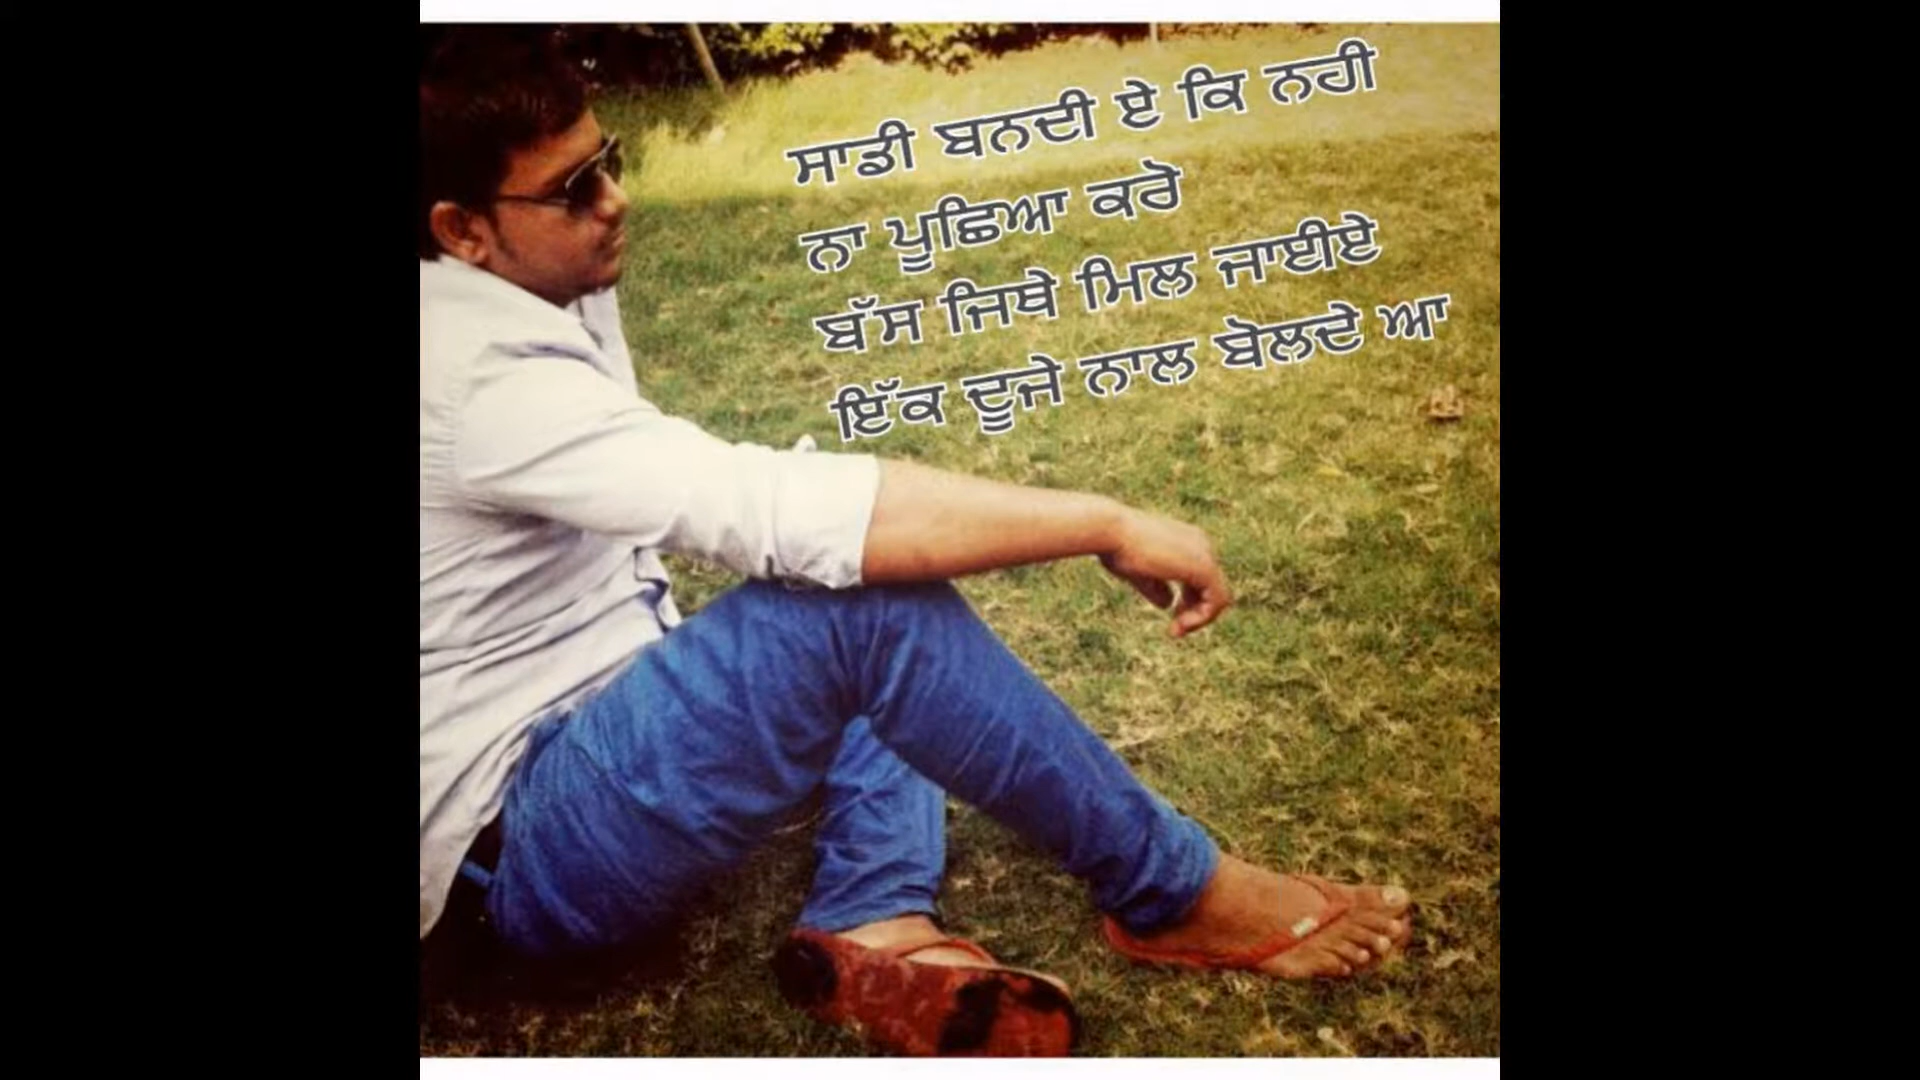 ਸਾਡੀ ਬਨਦੀ ਏ ਕਿ ਨਹੀ
ਨਾ ਪੂਛਿਆ ਕਰੋ
ਬੱਸ ਜਿਥੇ ਮਿਲ ਜਾਈਏ
ਇੱਕ ਦੂਜੇ ਨਾਲ ਬੋਲਦੇ ਆ